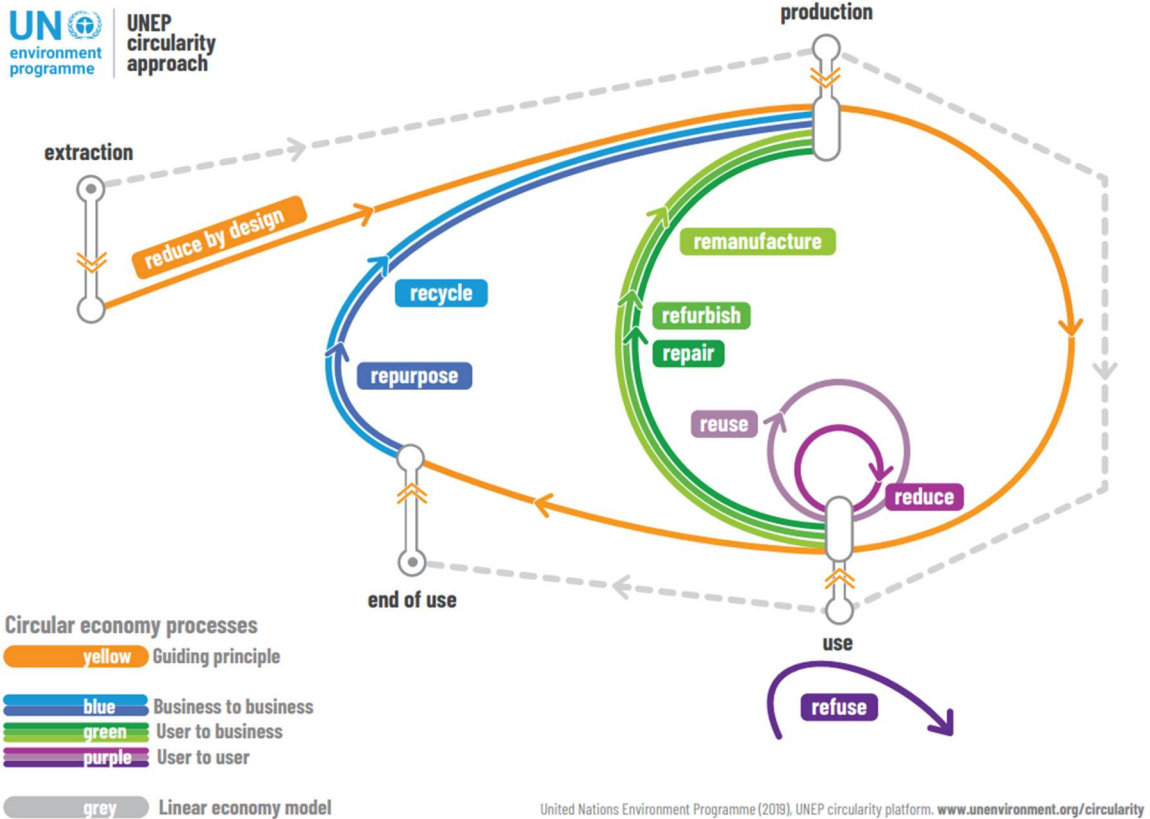 UN
environment
programme
UNEP
circularity
approach
production
extraction
reduce by design
remanufacture
recycle
refurbish
repair
repurpose
reuse
reduce
end of use
use
refuse
Circular economy processes
yellow Guiding principle
blue Business to business
green User to business
purple User to user
grey Linear economy model
United Nations Environment Programme (2019), UNEP circularity platform. www.unenvironment.org/circularity